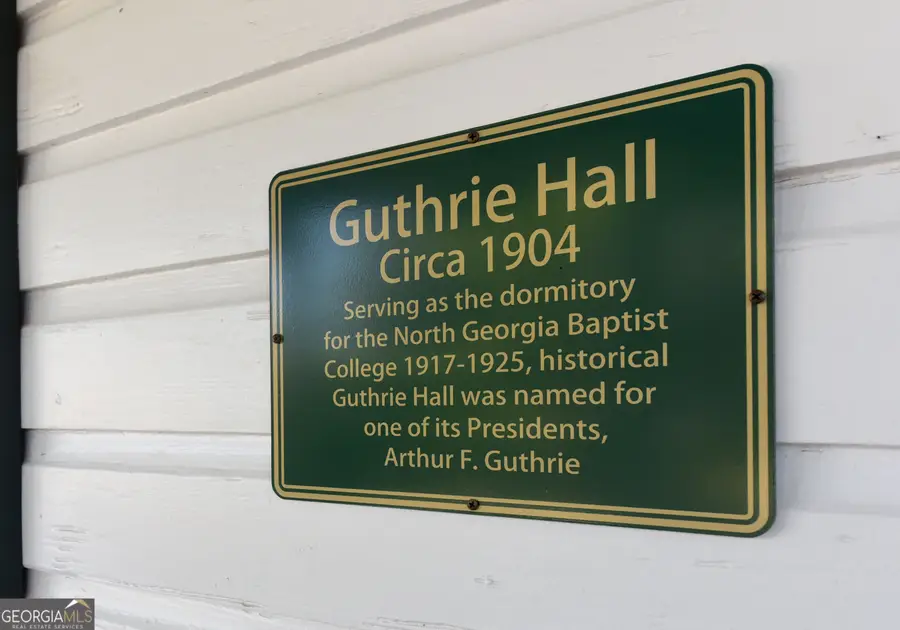 Guthrie Hall
Circa 1904
Serving as the dormitory
for the North Georgia Baptist
College 1917-1925, historical
Guthrie Hall was named for
one of its Presidents,
Arthur F. Guthrie
GEORGIAMLS
REAL ESTATE SERVICES